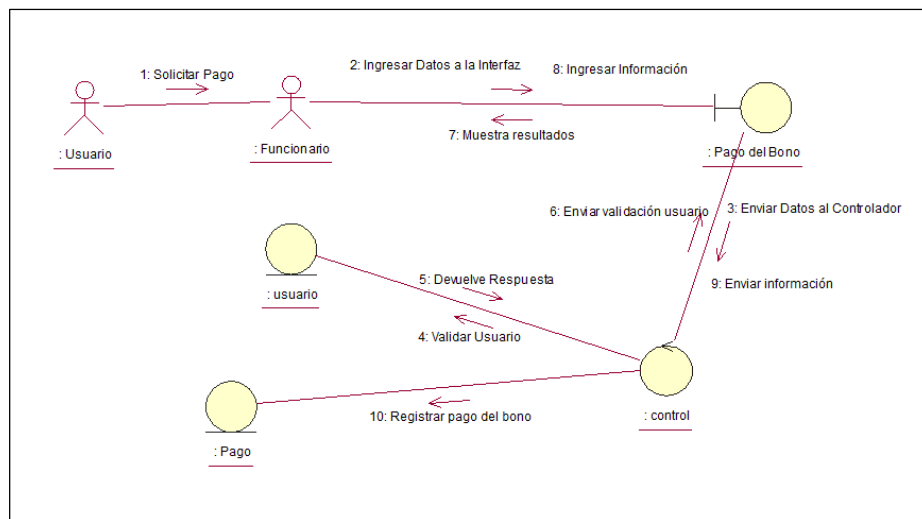 1: Solicitar Pago
2: Ingresar Datos a la Interfaz
8: Ingresar Información
7: Muestra resultados
: Usuario
: Funcionario
: Pago del Bono
6: Enviar validación usuario
3: Enviar Datos al Controlador
5: Devuelve Respuesta
9: Enviar información
: usuario
4: Validar Usuario
10: Registrar pago del bono
: control
: Pago